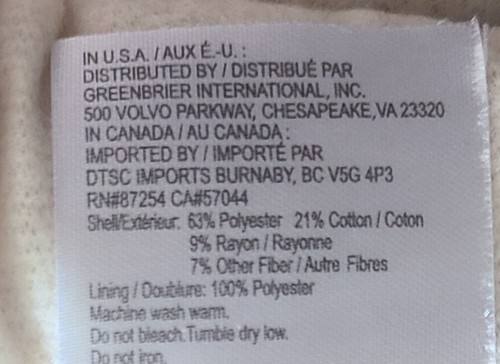 IN U.S.A. / AUX É.-U. :
DISTRIBUTED BY / DISTRIBUÉ PAR
GREENBRIER INTERNATIONAL, INC.
500 VOLVO PARKWAY, CHESAPEAKE, VA 23320
IN CANADA / AU CANADA :
IMPORTED BY / IMPORTÉ PAR
DTSC IMPORTS BURNABY, BC V5G 4P3
RN#87254 CA#57044
Shell/Extérieur: 63% Polyester 21% Cotton / Coton
9% Rayon / Rayonne
7% Other Fiber / Autre Fibres
Lining / Doublure: 100% Polyester
Machine wash warm.
Do not bleach. Tumble dry low.
Do not iron.